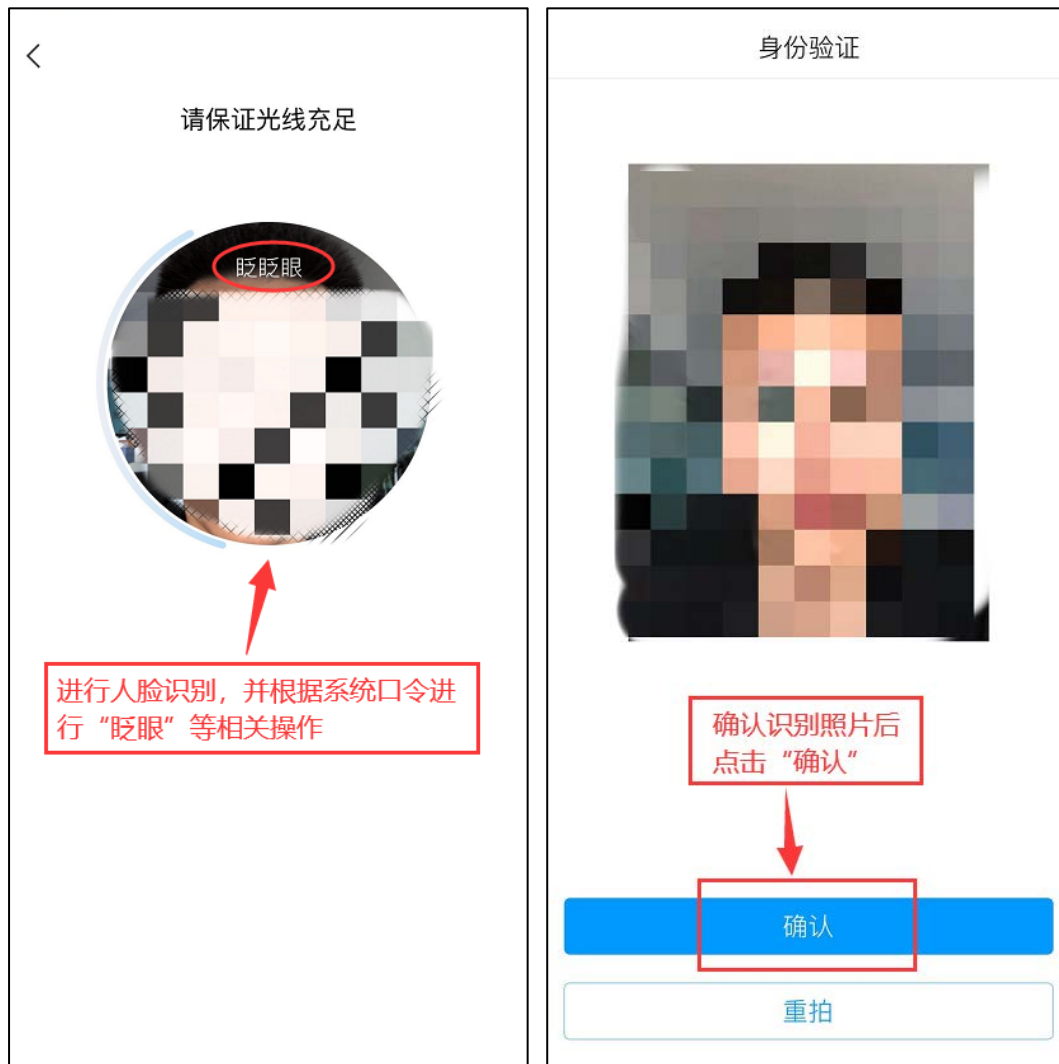 请保证光线充足
眨眨眼
进行人脸识别，并根据系统口令进
行“眨眼”等相关操作
身份验证
确认识别照片后
点击“确认”
确认
重拍